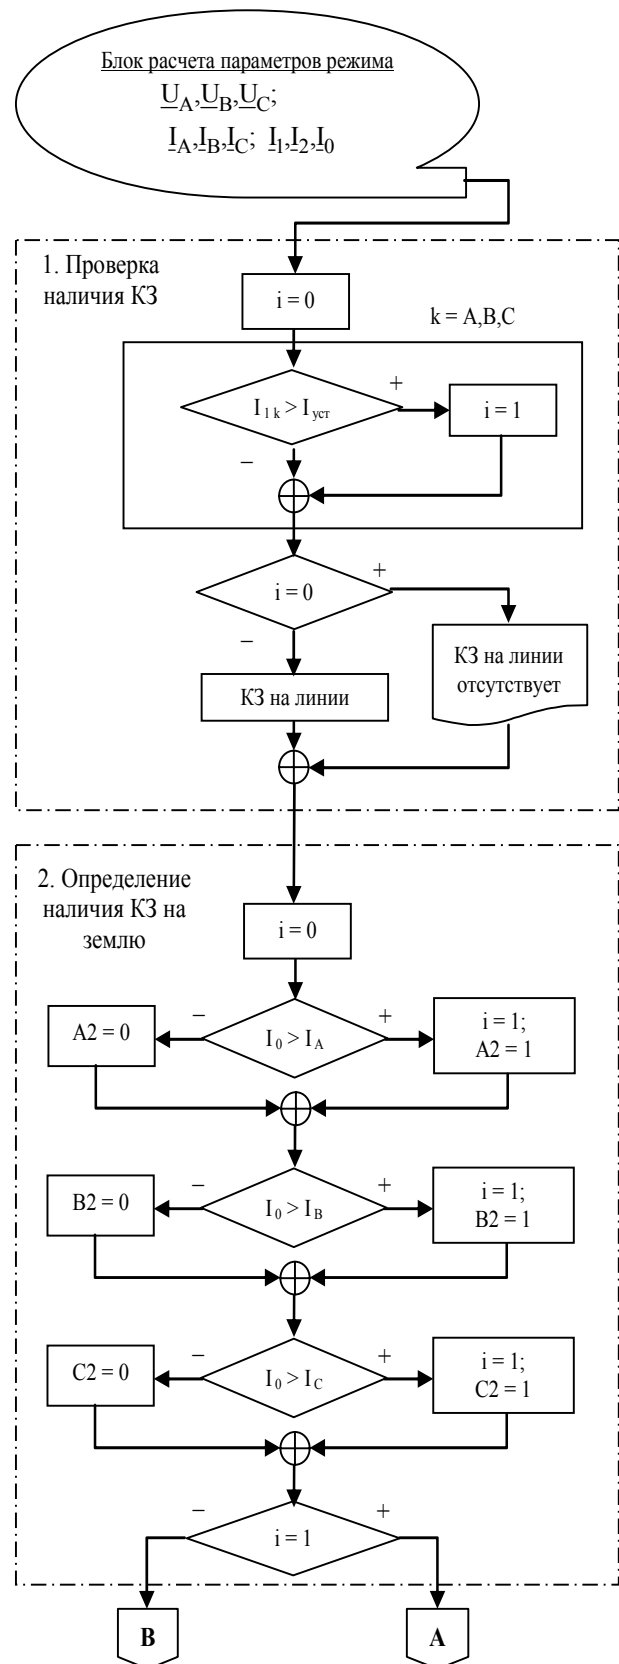 Блок расчета параметров режима
U_A,U_B,U_C;
I_A,I_B,I_C; I_1,I_2,I_0
1. Проверка
наличия КЗ
i = 0
k = A,B,C
I_1 k > I_уст
+
i = 1
–
i = 0
+
–
КЗ на линии
отсутствует
КЗ на линии
2. Определение
наличия КЗ на
землю
i = 0
A2 = 0
–
I_0 > I_A
+
i = 1;
A2 = 1
B2 = 0
–
I_0 > I_B
+
i = 1;
B2 = 1
C2 = 0
–
I_0 > I_C
+
i = 1;
C2 = 1
–
i = 1
+
B
A